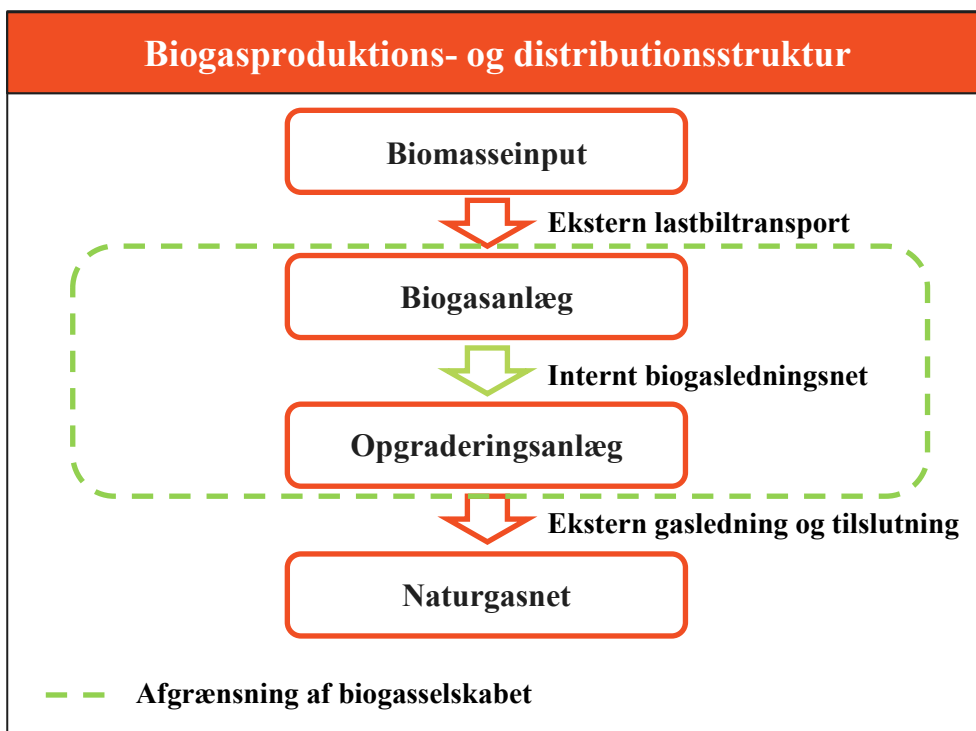 Biogasproduktions- og distributionsstruktur
Biomasseinput
Ekstern lastbiltransport
Biogasanlæg
Internt biogasledningsnet
Opgraderingsanlæg
Ekstern gasledning og tilslutning
Naturgasnet
Afgrænsning af biogasselskabet